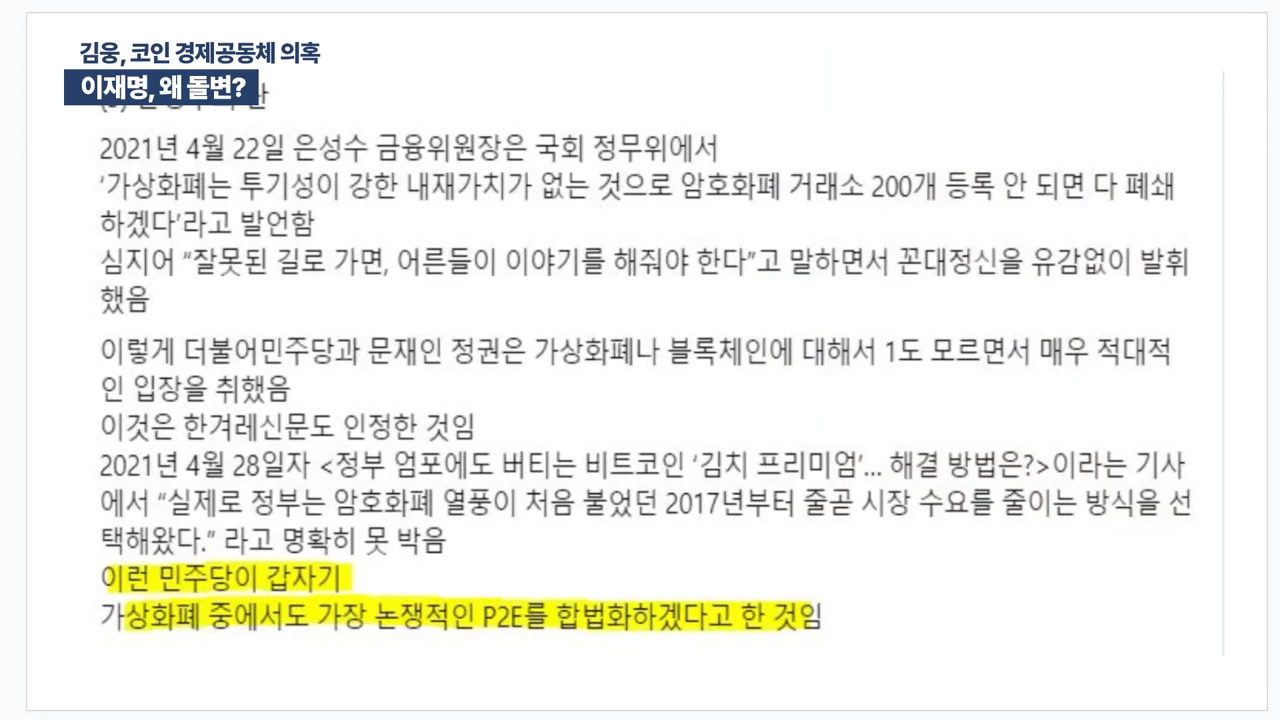 김웅, 코인 경제공동체 의혹
이재명, 왜 돌변?
2021년 4월 22일 은성수 금융위원장은 국회 정무위에서
‘가상화폐는 투기성이 강한 내재가치가 없는 것으로 암호화폐 거래소 200개 등록 안 되면 다 폐쇄
하겠다’라고 발언함
심지어 “잘못된 길로 가면, 어른들이 이야기를 해줘야 한다”고 말하면서 꼰대정신을 유감없이 발휘
했음
이렇게 더불어민주당과 문재인 정권은 가상화폐나 블록체인에 대해서 1도 모르면서 매우 적대적
인 입장을 취했음
이것은 한겨레신문도 인정한 것임
2021년 4월 28일자 <정부 엄포에도 버티는 비트코인 ‘김치 프리미엄’... 해결 방법은?>이라는 기사
에서 “실제로 정부는 암호화폐 열풍이 처음 불었던 2017년부터 줄곧 시장 수요를 줄이는 방식을 선
택해왔다.” 라고 명확히 못 박음
이런 민주당이 갑자기
가상화폐 중에서도 가장 논쟁적인 P2E를 합법화하겠다고 한 것임